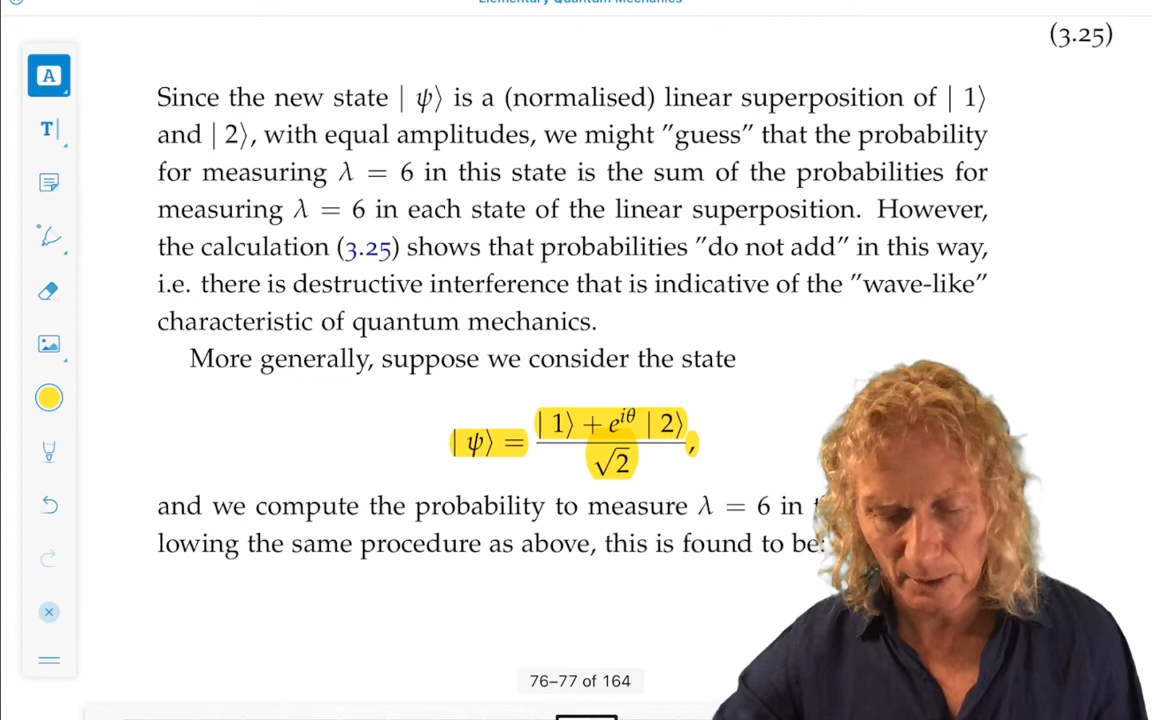 Elementary Quantum Mechanics
(3.25)
A
Since the new state | ψ⟩ is a (normalised) linear superposition of | 1⟩
T|
and | 2⟩, with equal amplitudes, we might ”guess” that the probability
for measuring λ = 6 in this state is the sum of the probabilities for
measuring λ = 6 in each state of the linear superposition. However,
the calculation (3.25) shows that probabilities ”do not add” in this way,
i.e. there is destructive interference that is indicative of the ”wave-like”
characteristic of quantum mechanics.
More generally, suppose we consider the state
| ψ⟩ = (| 1⟩ + e^{iθ} | 2⟩) / √2,
and we compute the probability to measure λ = 6 in
lowing the same procedure as above, this is found to be:
76–77 of 164